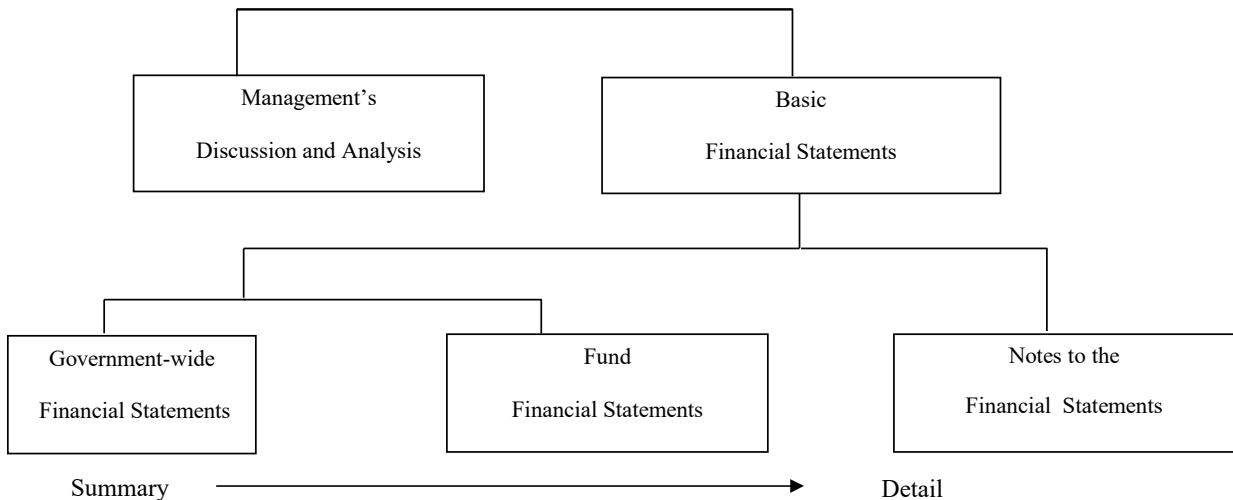 Management’s
Discussion and Analysis
Basic
Financial Statements
Government-wide
Financial Statements
Fund
Financial Statements
Notes to the
Financial Statements
Summary
Detail